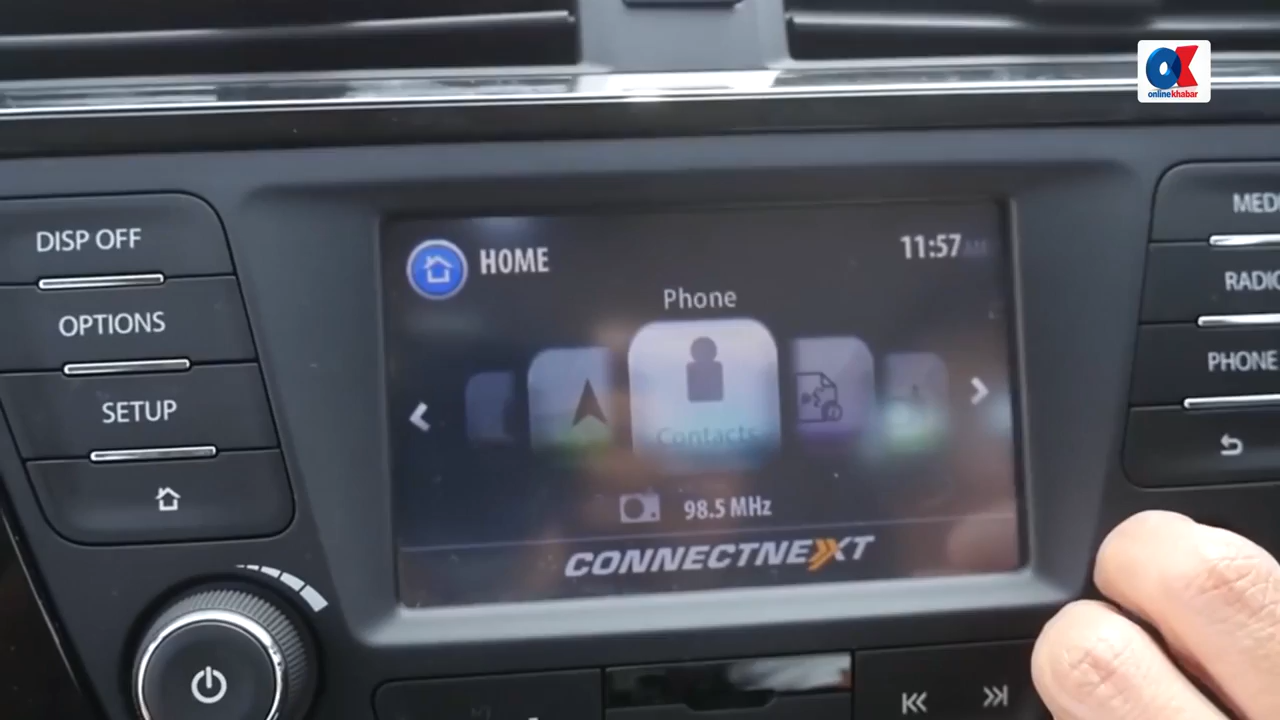 onlinekhabar
DISP OFF
OPTIONS
SETUP
HOME
11:57
Phone
Contacts
98.5 MHz
CONNECTNEXT
RADIO
PHONE